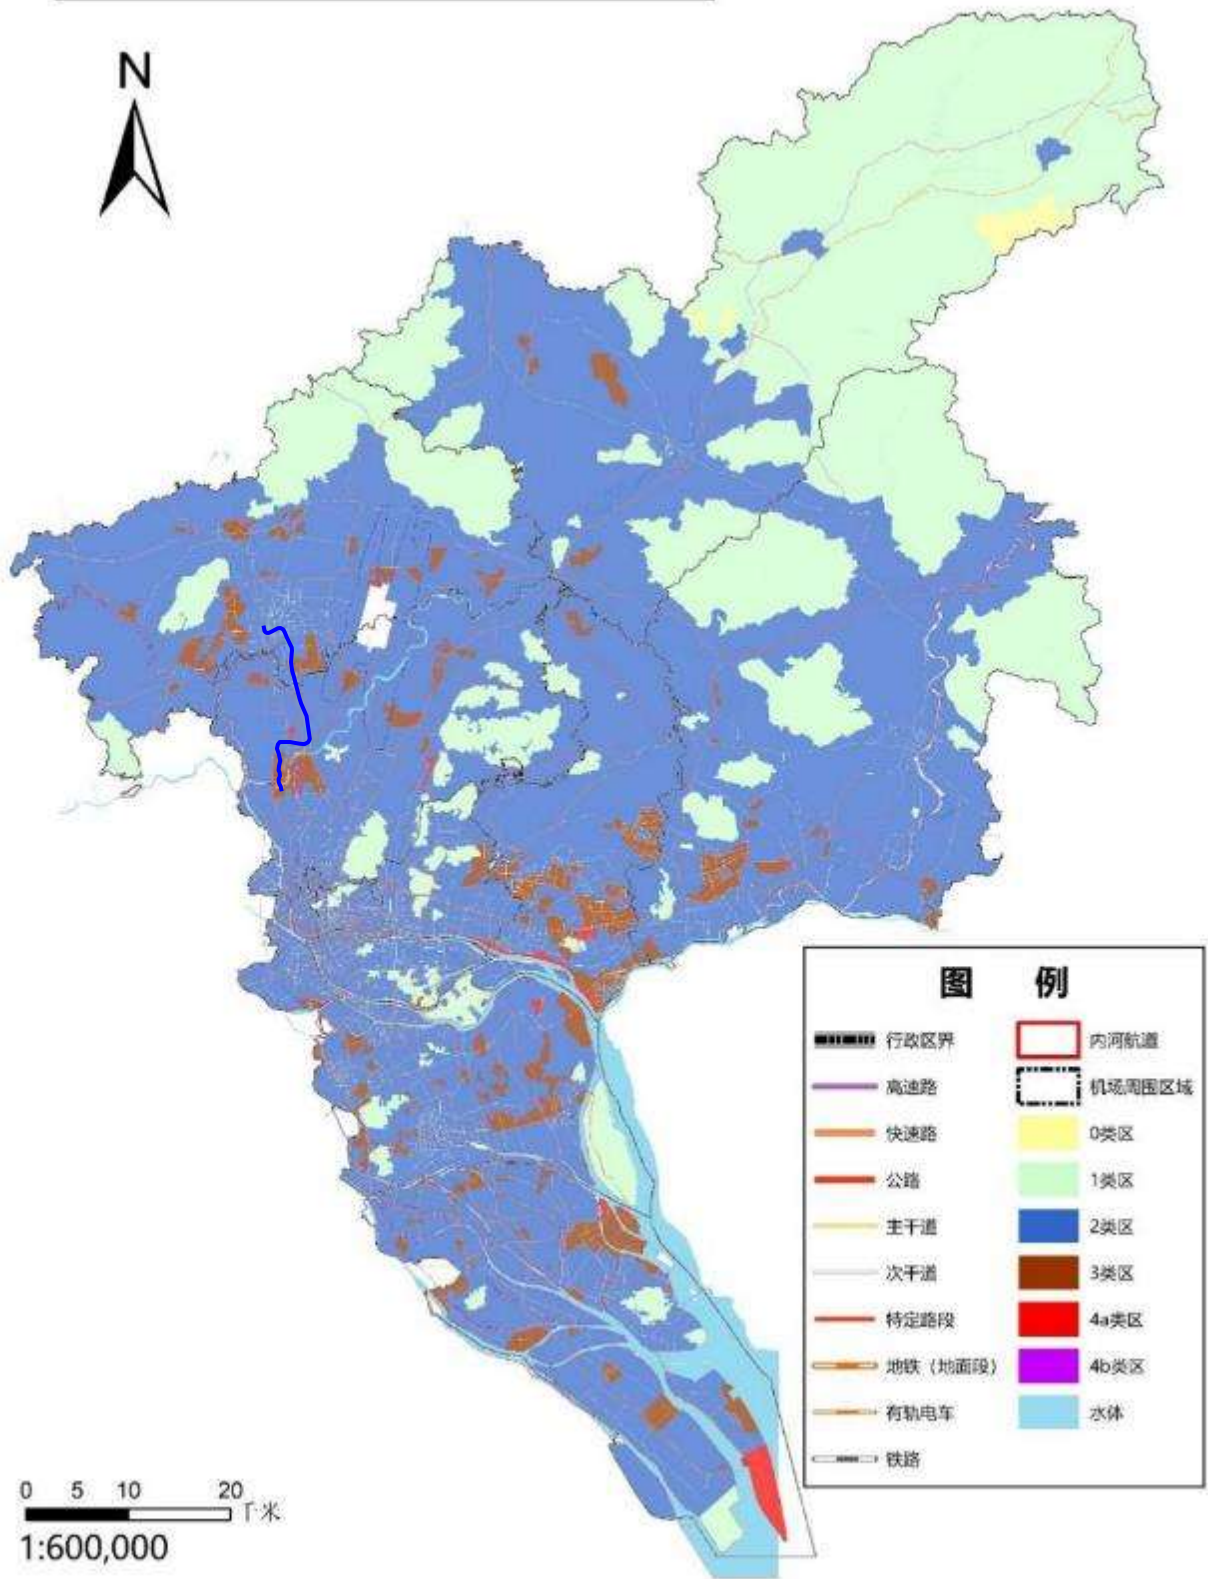 N
图 例
行政区界
内河航道
高速路
机场周围区域
快速路
0类区
公路
1类区
主干道
2类区
次干道
3类区
特定路段
4a类区
地铁（地面段）
4b类区
有轨电车
水体
铁路
0 5 10 20
千米
1:600,000